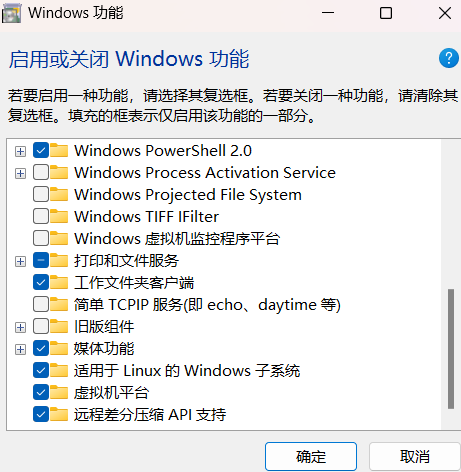 Windows 功能
启用或关闭 Windows 功能
若要启用一种功能，请选择其复选框。若要关闭一种功能，请清除其
复选框。填充的框表示仅启用该功能的一部分。
Windows PowerShell 2.0
Windows Process Activation Service
Windows Projected File System
Windows TIFF IFilter
Windows 虚拟机监控程序平台
打印和文件服务
工作文件夹客户端
简单 TCPIP 服务(即 echo、daytime 等)
旧版组件
媒体功能
适用于 Linux 的 Windows 子系统
虚拟机平台
远程差分压缩 API 支持
确定 取消